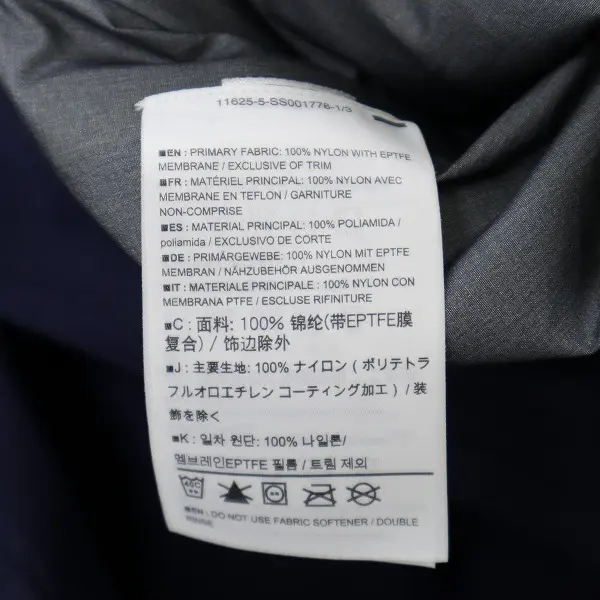 11625-5-SS001776-1/3
■EN : PRIMARY FABRIC: 100% NYLON WITH EPTFE
MEMBRANE / EXCLUSIVE OF TRIM
■FR : MATÉRIEL PRINCIPAL: 100% NYLON AVEC
MEMBRANE EN TEFLON / GARNITURE
NON-COMPRISE
■ES : MATERIAL PRINCIPAL: 100% POLIAMIDA /
poliamida / EXCLUSIVO DE CORTE
■DE : PRIMÄRGEWEBE: 100% NYLON MIT EPTFE
MEMBRAN / NÄHZUBEHÖR AUSGENOMMEN
■IT : MATERIALE PRINCIPALE : 100% NYLON CON
MEMBRANA PTFE / ESCLUSE RIFINITURE
■C : 面料: 100% 锦纶(带EPTFE膜
复合) / 饰边除外
■J : 主要生地: 100% ナイロン ( ポリテトラ
フルオロエチレン コーティング加工 ) / 装
飾を除く
■K : 일차 원단: 100% 나일론/
멤브레인EPTFE 필름 / 트림 제외
40C
■EN : DO NOT USE FABRIC SOFTENER / DOUBLE
RINSE